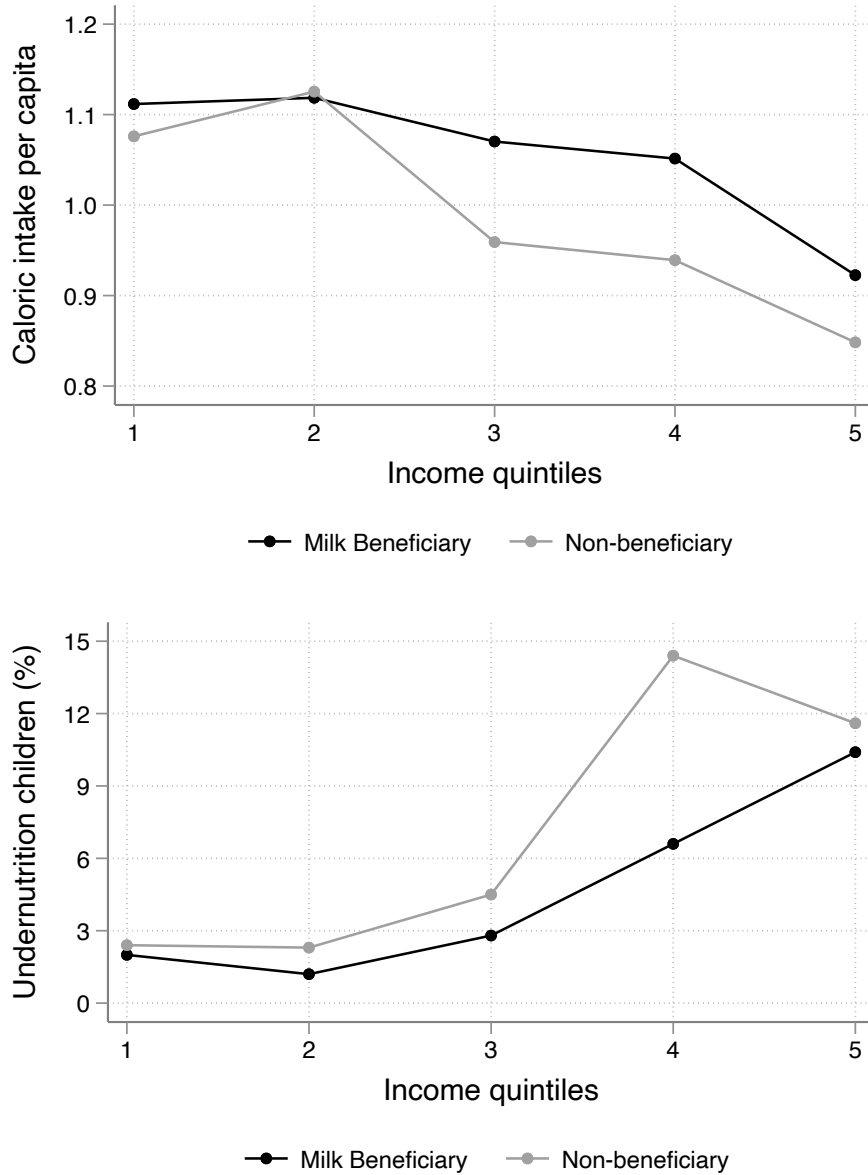 Caloric intake per capita
1.2
1.1
1.0
0.9
0.8
1 2 3 4 5
Income quintiles
Milk Beneficiary Non-beneficiary
Undernutrition children (%)
15
12
9
6
3
0
1 2 3 4 5
Income quintiles
Milk Beneficiary Non-beneficiary